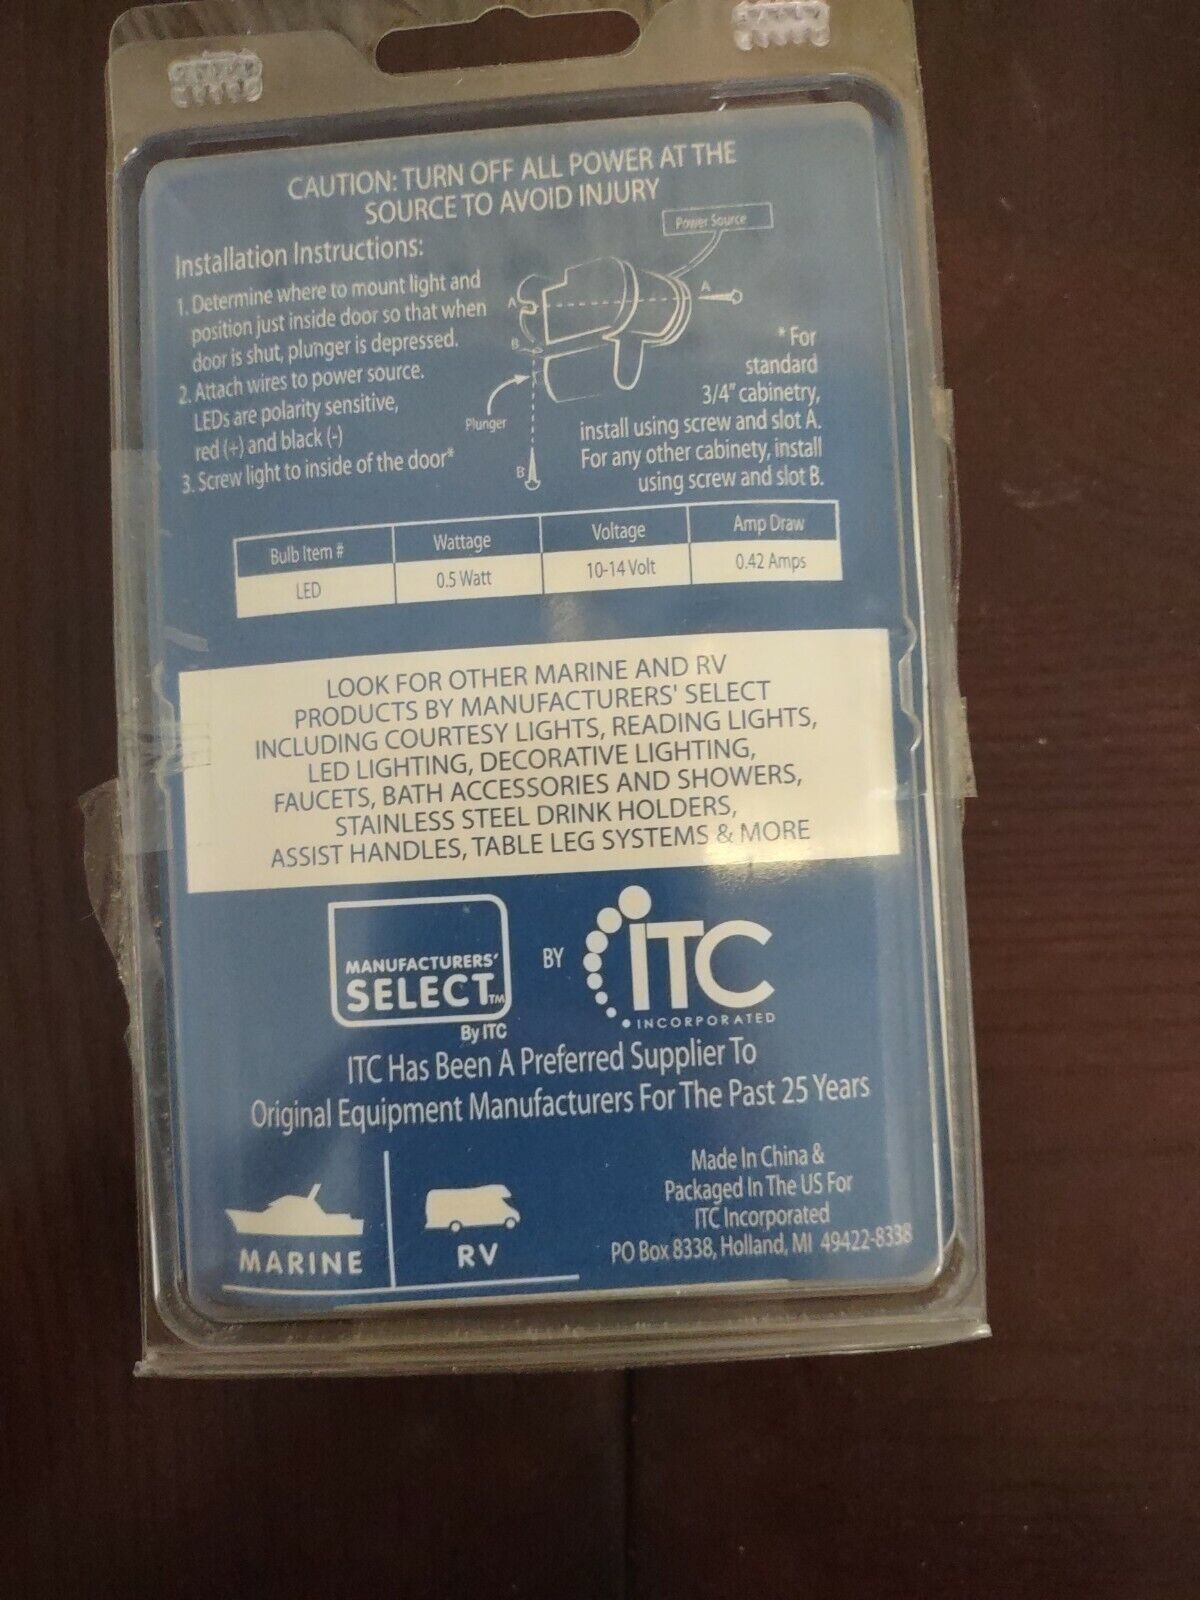 CAUTION: TURN OFF ALL POWER AT THE
SOURCE TO AVOID INJURY
Installation Instructions:
1. Determine where to mount light and
position just inside door so that when
door is shut, plunger is depressed.
2. Attach wires to power source.
LEDs are polarity sensitive,
red (+) and black (-)
3. Screw light to inside of the door*
Power Source
A
A
B
Plunger
B
* For
standard
3/4" cabinetry,
install using screw and slot A.
For any other cabinety, install
using screw and slot B.
Bulb Item # Wattage Voltage Amp Draw
LED 0.5 Watt 10-14 Volt 0.42 Amps
LOOK FOR OTHER MARINE AND RV
PRODUCTS BY MANUFACTURERS' SELECT
INCLUDING COURTESY LIGHTS, READING LIGHTS,
LED LIGHTING, DECORATIVE LIGHTING,
FAUCETS, BATH ACCESSORIES AND SHOWERS,
STAINLESS STEEL DRINK HOLDERS,
ASSIST HANDLES, TABLE LEG SYSTEMS & MORE
MANUFACTURERS'
SELECT TM
By ITC
BY
ITC
INCORPORATED
ITC Has Been A Preferred Supplier To
Original Equipment Manufacturers For The Past 25 Years
MARINE
RV
Made In China &
Packaged In The US For
ITC Incorporated
PO Box 8338, Holland, MI 49422-8338